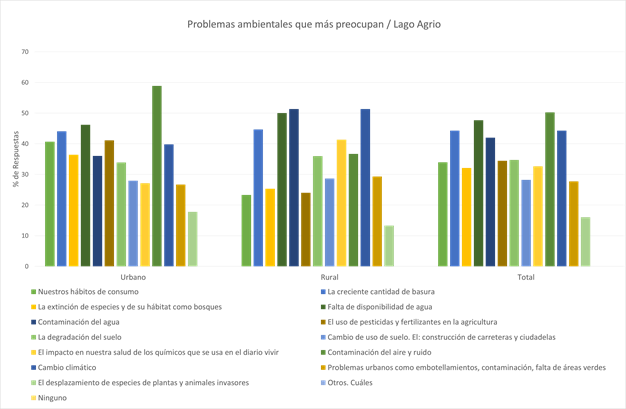 Problemas ambientales que más preocupan / Lago Agrio
70
60
50
40
30
20
10
0
% de Respuestas
Urbano Rural Total
Nuestros hábitos de consumo
La creciente cantidad de basura
La extinción de especies y de su hábitat como bosques
Falta de disponibilidad de agua
Contaminación del agua
El uso de pesticidas y fertilizantes en la agricultura
La degradación del suelo
Cambio de uso de suelo. El: construcción de carreteras y ciudadelas
El impacto en nuestra salud de los químicos que se usa en el diario vivir
Contaminación del aire y ruido
Cambio climático
Problemas urbanos como embotellamientos, contaminación, falta de áreas verdes
El desplazamiento de especies de plantas y animales invasores
Otros. Cuáles
Ninguno